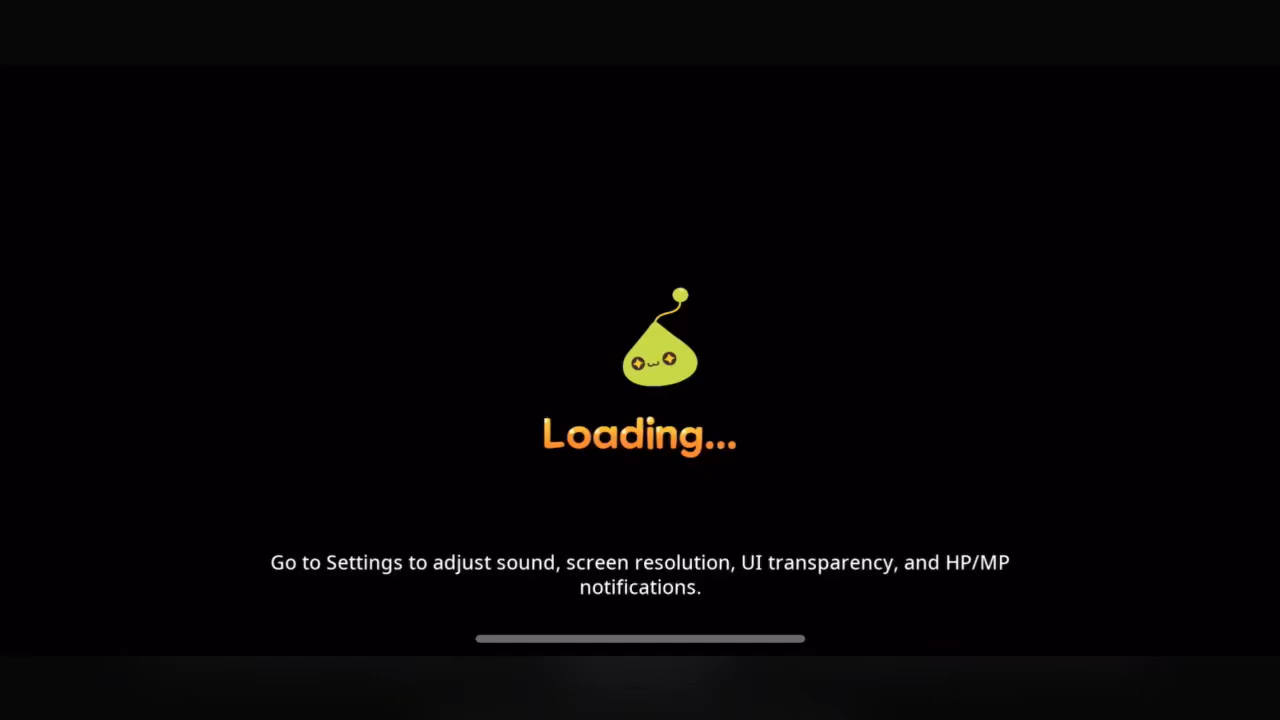 Loading...
Go to Settings to adjust sound, screen resolution, UI transparency, and HP/MP
notifications.